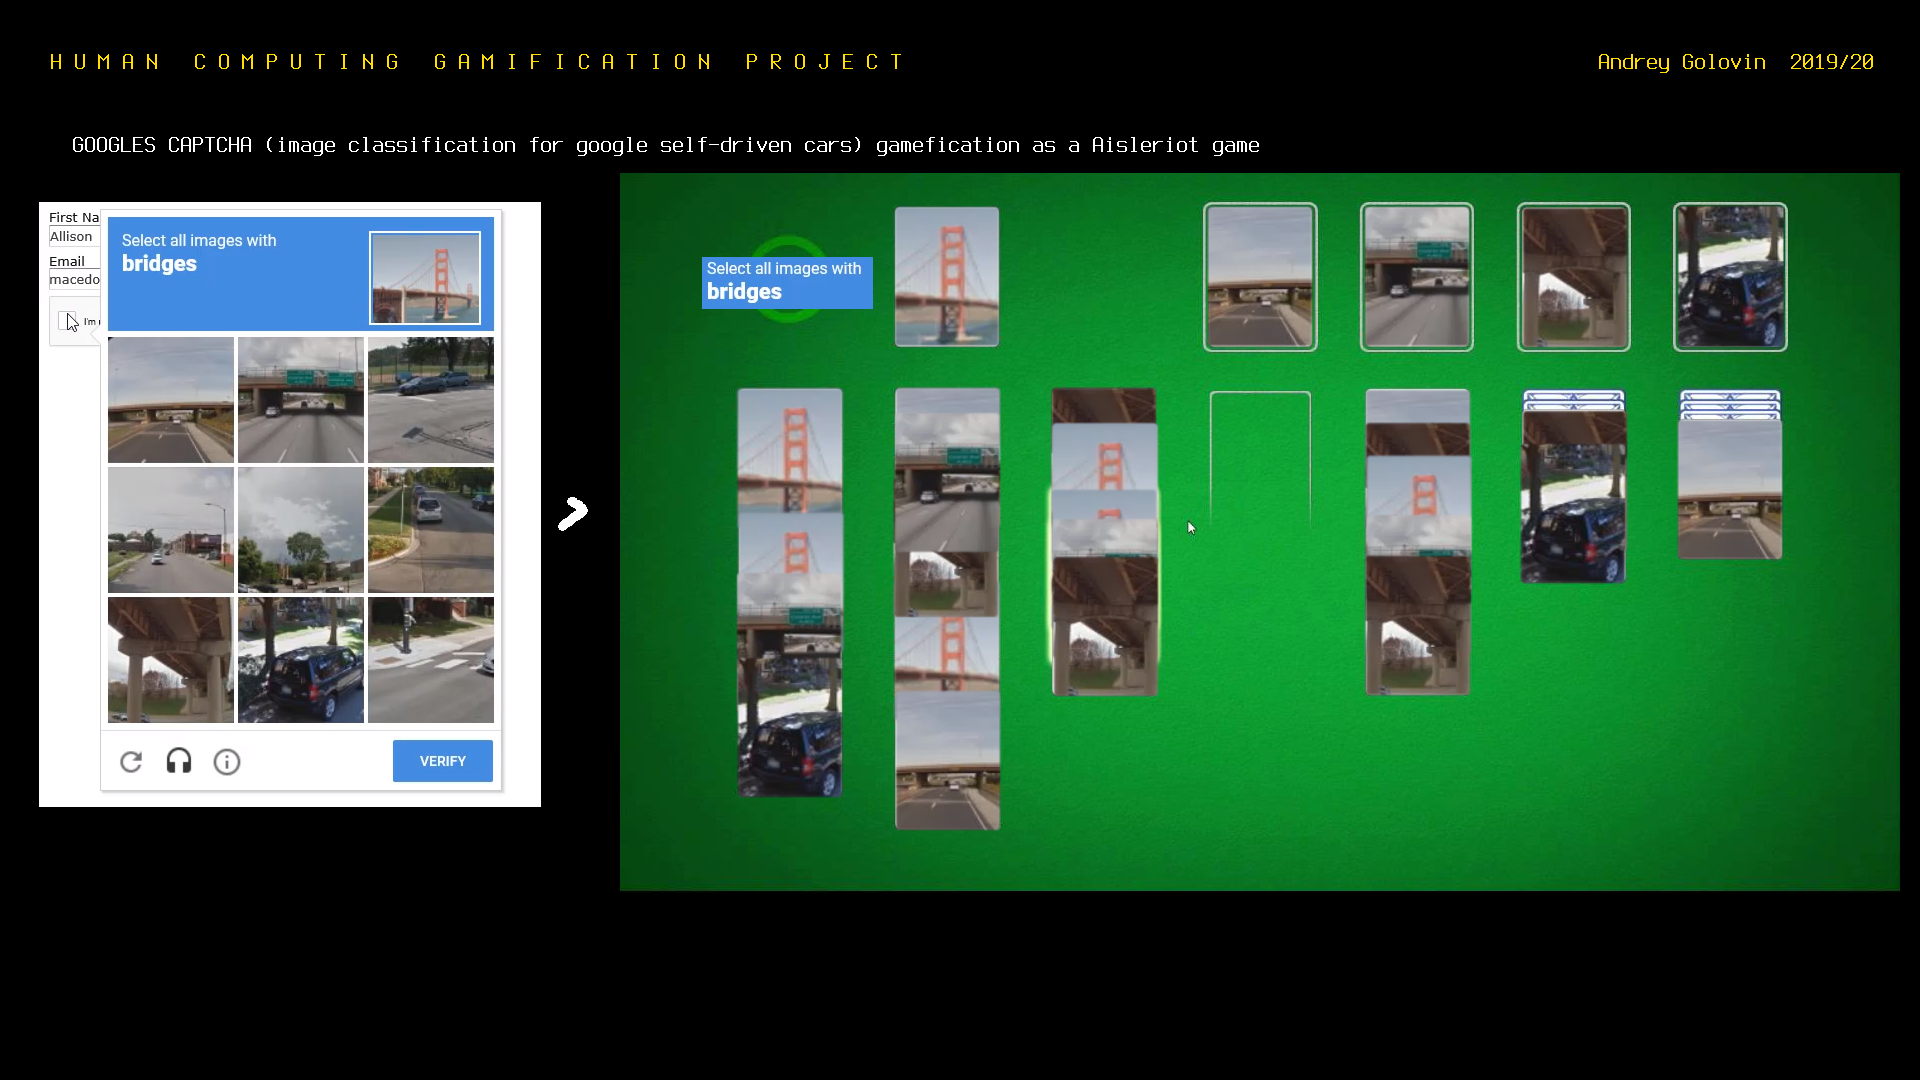 HUMAN COMPUTING GAMIFICATION PROJECT
Andrey Golovin 2019/20
GOOGLES CAPTCHA (image classification for google self-driven cars) gamefication as a Aisleriot game
First Na
Allison
Email
macedo
I'm
Select all images with
bridges
VERIFY
>
Select all images with
bridges